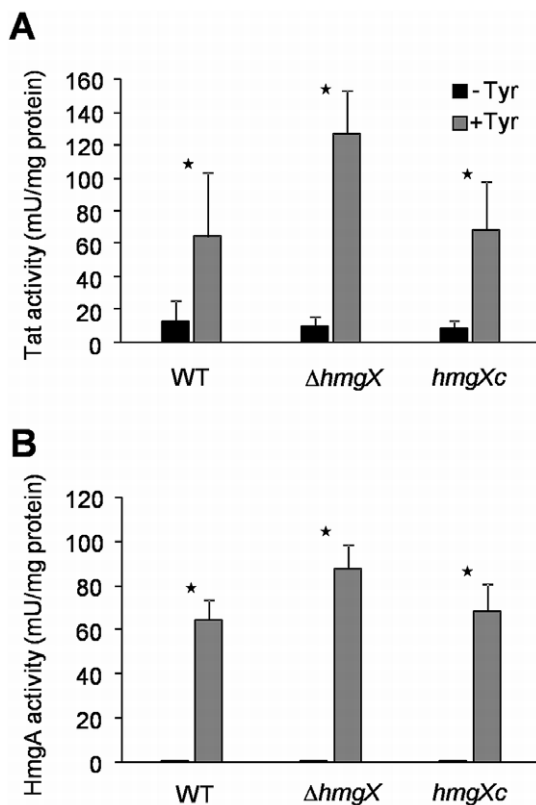 A
Tat activity (mU/mg protein)
160
140
120
100
80
60
40
20
0
- Tyr
+Tyr
WT
ΔhmgX
hmgXc
B
HmgA activity (mU/mg protein)
120
100
80
60
40
20
0
WT
ΔhmgX
hmgXc